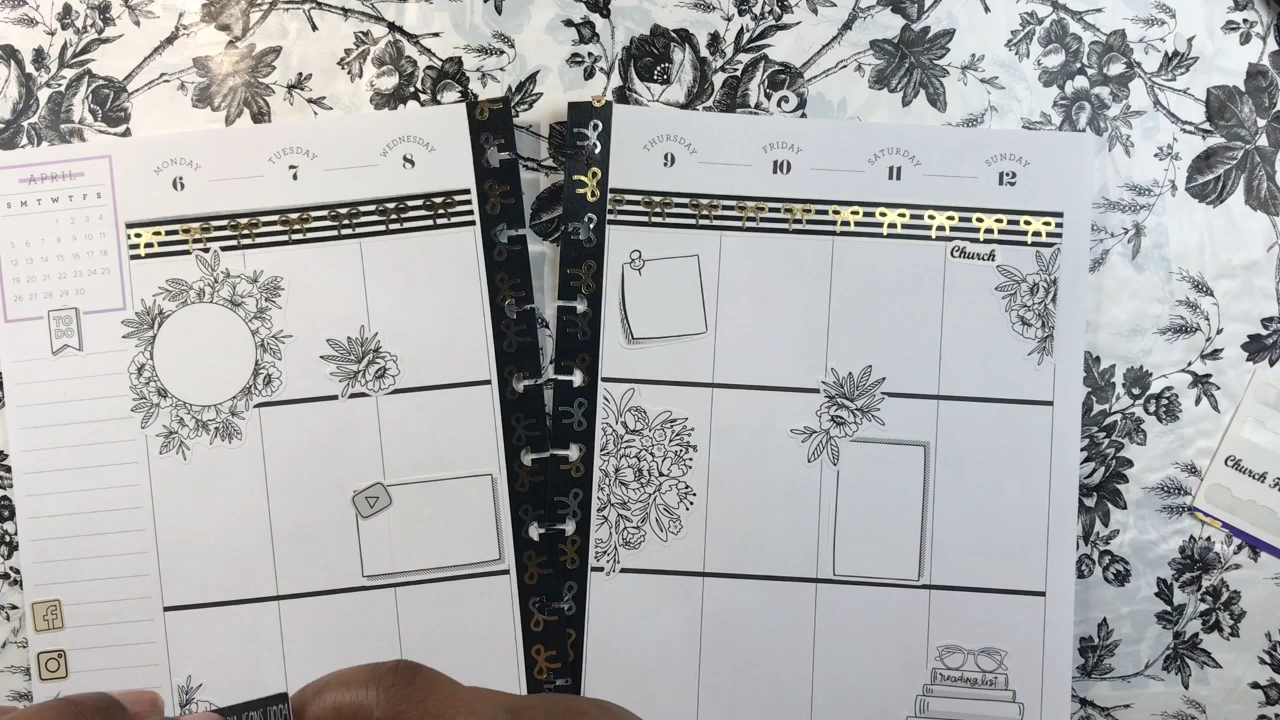 APRIL
S M T W T F S
1 2 3 4
5 6 7 8 9 10 11
12 13 14 15 16 17 18
19 20 21 22 23 24 25
26 27 28 29 30
TO
DO
MONDAY
6
TUESDAY
7
WEDNESDAY
8
THURSDAY
9
FRIDAY
10
SATURDAY
11
SUNDAY
12
Church
Church
reading list